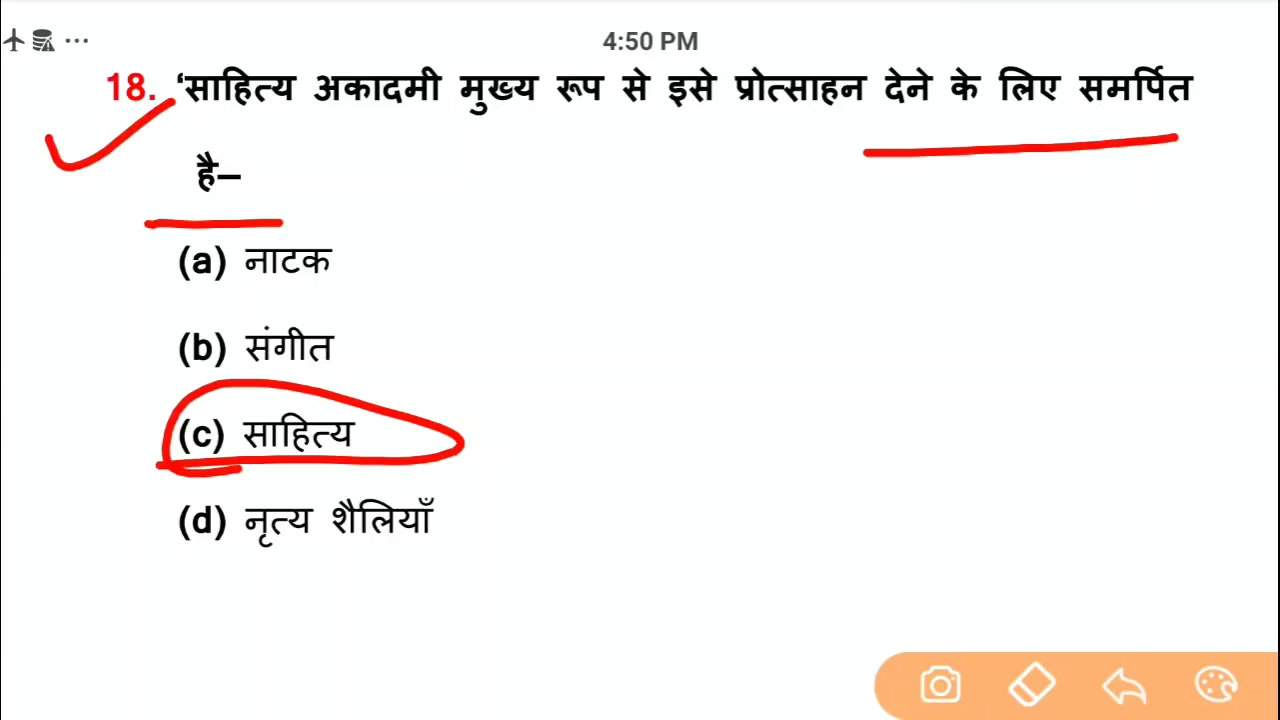 4:50 PM
18. ‘साहित्य अकादमी मुख्य रूप से इसे प्रोत्साहन देने के लिए समर्पित
है–
(a) नाटक
(b) संगीत
(c) साहित्य
(d) नृत्य शैलियाँ